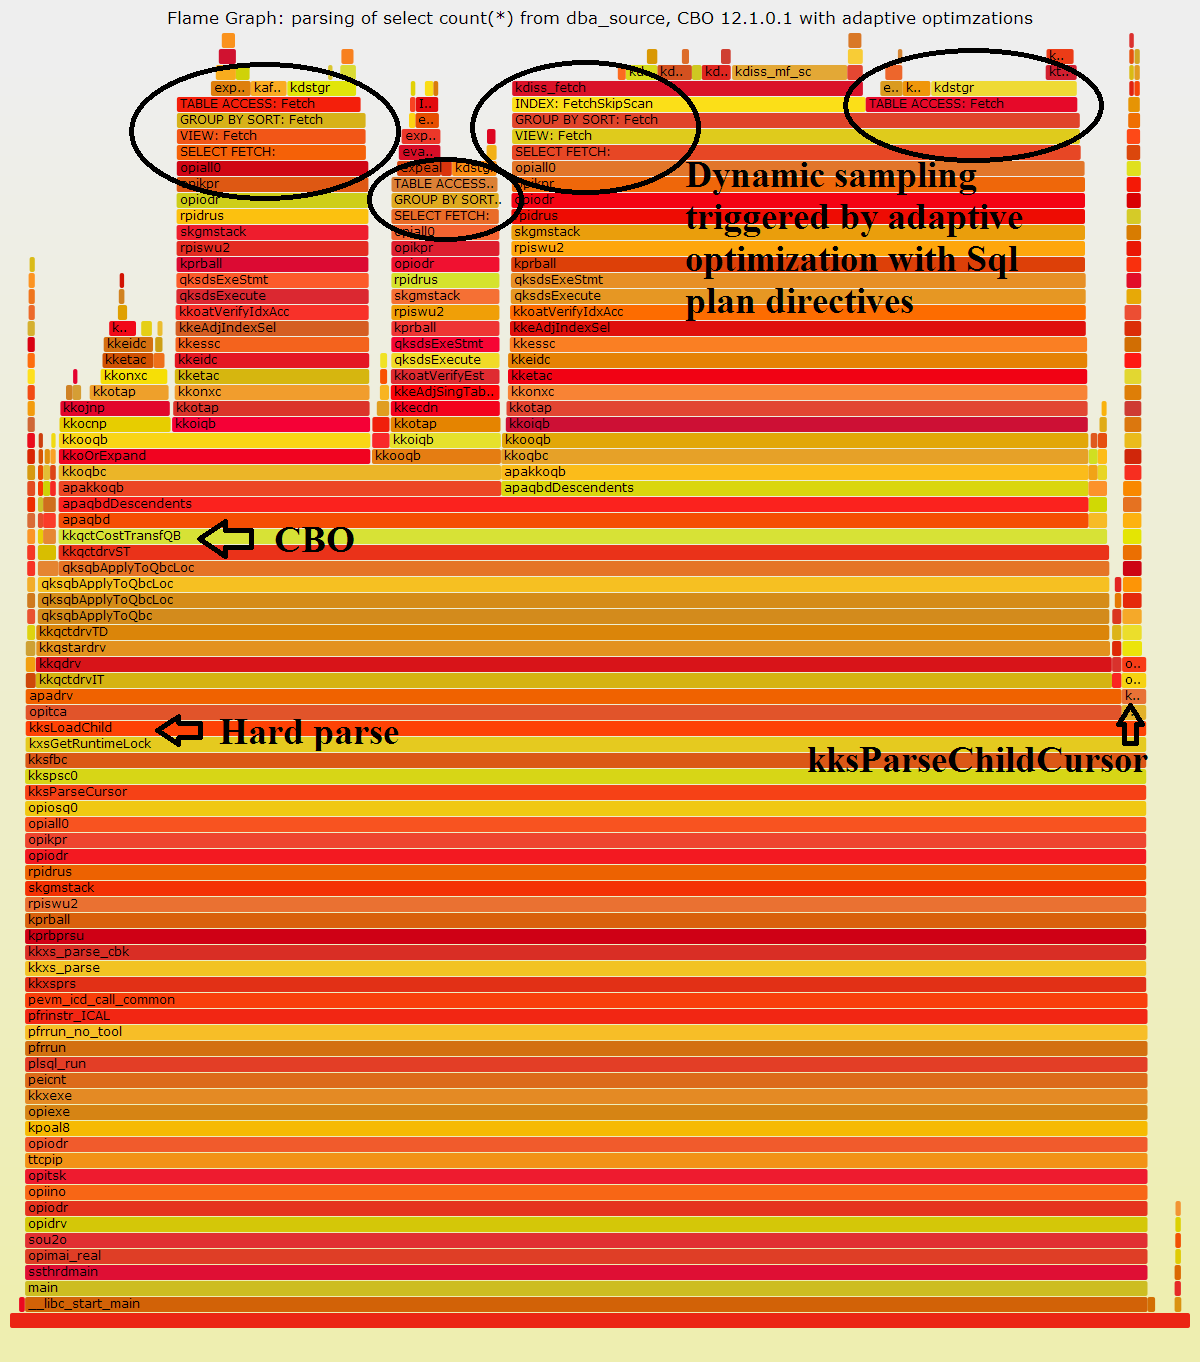 Flame Graph: parsing of select count(*) from dba_source, CBO 12.1.0.1 with adaptive optimzations
k..
kd.. kd.. kd.. kdiss_mf_sc kt..
exp.. kaf.. kdstgr kdiss_fetch e.. k.. kdstgr
TABLE ACCESS: Fetch I.. INDEX: FetchSkipScan TABLE ACCESS: Fetch
GROUP BY SORT: Fetch e.. GROUP BY SORT: Fetch
VIEW: Fetch exp.. VIEW: Fetch
SELECT FETCH: eva.. SELECT FETCH:
opiall0 expeal kdstg opiall0
opikpr TABLE ACCESS.. opikpr
opiodr GROUP BY SORT.. opiodr
rpidrus SELECT FETCH: rpidrus
skgmstack opiall0 skgmstack
rpiswu2 opikpr rpiswu2
kprball opiodr kprball
qksdsExeStmt rpidrus qksdsExeStmt
qksdsExecute skgmstack qksdsExecute
kkoatVerifyIdxAcc rpiswu2 kkoatVerifyIdxAcc
k.. kkeAdjIndexSel kprball kkeAdjIndexSel
kkeidc kkessc qksdsExeStmt kkessc
kketac kkeidc qksdsExecute kkeidc
kkonxc kketac kkoatVerifyEst kketac
kkotap kkonxc kkeAdjSingTab.. kkonxc
kkojnp kkotap kkecdn kkotap
kkocnp kkoiqb kkotap kkoiqb
kkooqb kkoiqb kkooqb
kkoOrExpand kkooqb kkoqbc
kkoqbc apakkoqb
apakkoqb apaqbdDescendents
apaqbdDescendents
apaqbd
kkqctCostTransfQB
kkqctdrvST
qksqbApplyToQbcLoc
qksqbApplyToQbcLoc
qksqbApplyToQbcLoc
qksqbApplyToQbc
kkqctdrvTD
kkqstardrv
kkqdrv o..
kkqctdrvIT o..
apadrv k..
opitca
kksLoadChild
kxsGetRuntimeLock
kksfbc
kkspsc0
kksParseCursor
opiosq0
opiall0
opikpr
opiodr
rpidrus
skgmstack
rpiswu2
kprball
kprbprsu
kkxs_parse_cbk
kkxs_parse
kkxsprs
pevm_icd_call_common
pfrinstr_ICAL
pfrrun_no_tool
pfrrun
plsql_run
peicnt
kkxexe
opiexe
kpoal8
opiodr
ttcpip
opitsk
opiino
opiodr
opidrv
sou2o
opimai_real
ssthrdmain
main
__libc_start_main
Dynamic sampling
triggered by adaptive
optimization with Sql
plan directives
CBO
Hard parse
kksParseChildCursor